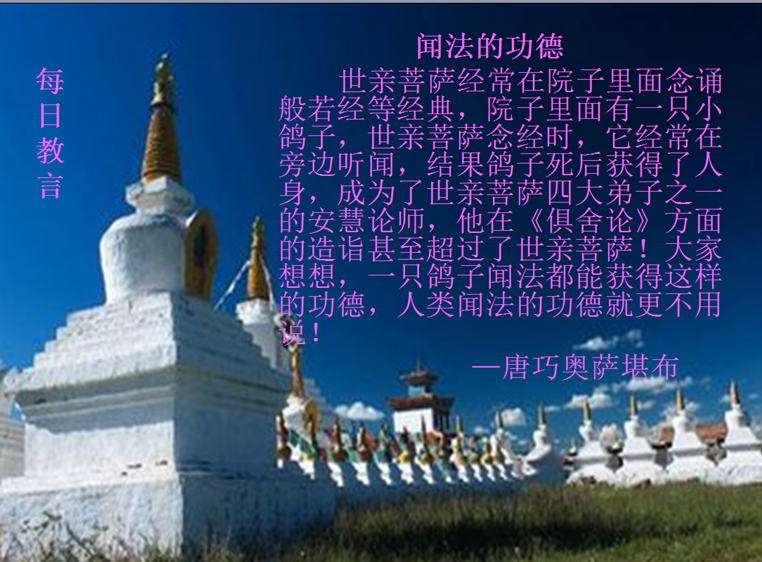 每日教言
闻法的功德
世亲菩萨经常在院子里面念诵
般若经等经典，院子里面有一只小
鸽子，世亲菩萨念经时，它经常在
旁边听闻，结果鸽子死后获得了人
身，成为了世亲菩萨四大弟子之一
的安慧论师，他在《俱舍论》方面
的造诣甚至超过了世亲菩萨！大家
想想，一只鸽子闻法都能获得这样
的功德，人类闻法的功德就更不用
说！
—唐巧奥萨堪布